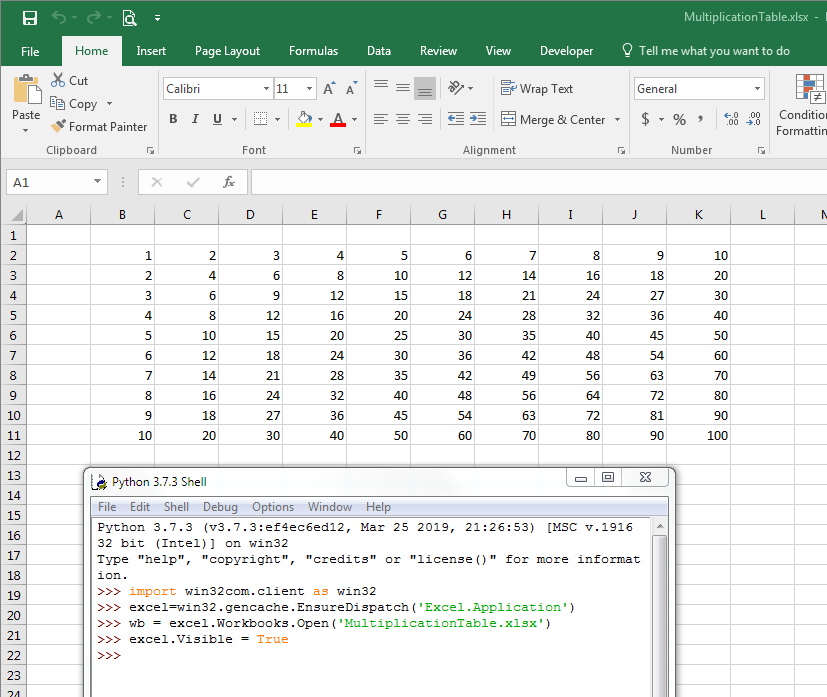 MultiplicationTable.xlsx -
File Home Insert Page Layout Formulas Data Review View Developer Tell me what you want to do
Paste
Cut
Copy
Format Painter
Clipboard
Calibri 11 A A
B I U A
Font
Wrap Text
Merge & Center
Alignment
General
$ % , .00 .00
Number
Condition
Formatting
A1 fx
A B C D E F G H I J K L
1
2 1 2 3 4 5 6 7 8 9 10
3 2 4 6 8 10 12 14 16 18 20
4 3 6 9 12 15 18 21 24 27 30
5 4 8 12 16 20 24 28 32 36 40
6 5 10 15 20 25 30 35 40 45 50
7 6 12 18 24 30 36 42 48 54 60
8 7 14 21 28 35 42 49 56 63 70
9 8 16 24 32 40 48 56 64 72 80
10 9 18 27 36 45 54 63 72 81 90
11 10 20 30 40 50 60 70 80 90 100
12
13
14
15
16
17
18
19
20
21
22
23
24
Python 3.7.3 Shell
File Edit Shell Debug Options Window Help
Python 3.7.3 (v3.7.3:ef4ec6ed12, Mar 25 2019, 21:26:53) [MSC v.1916
32 bit (Intel)] on win32
Type "help", "copyright", "credits" or "license()" for more informat
ion.
>>> import win32com.client as win32
>>> excel=win32.gencache.EnsureDispatch('Excel.Application')
>>> wb = excel.Workbooks.Open('MultiplicationTable.xlsx')
>>> excel.Visible = True
>>>